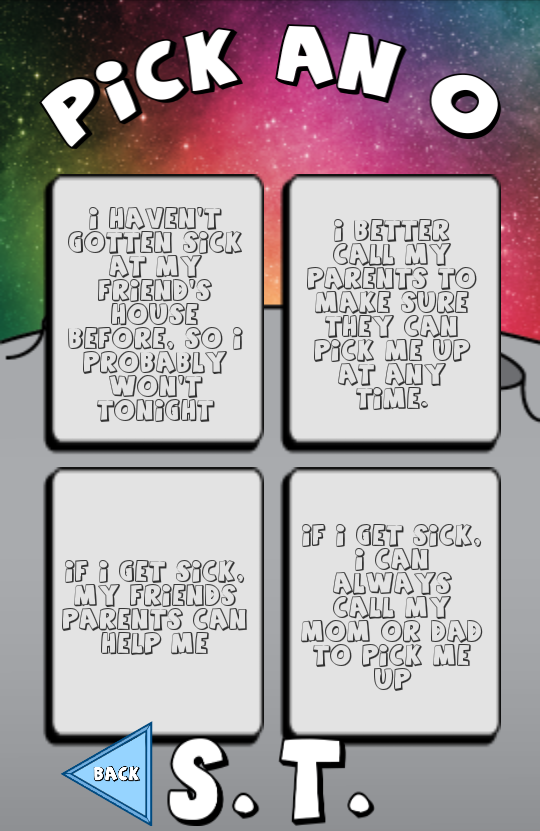 PiCK AN O
i HAVEN'T
GOTTEN SiCK
AT MY
FRiEND'S
HOUSE
BEFORE, SO i
PROBABLY
WON'T
TONiGHT
i BETTER
CALL MY
PARENTS TO
MAKE SURE
THEY CAN
PiCK ME UP
AT ANY
TiME.
iF i GET SiCK,
MY FRiENDS
PARENTS CAN
HELP ME
iF i GET SiCK,
i CAN
ALWAYS
CALL MY
MOM OR DAD
TO PiCK ME
UP
BACK
S. T.